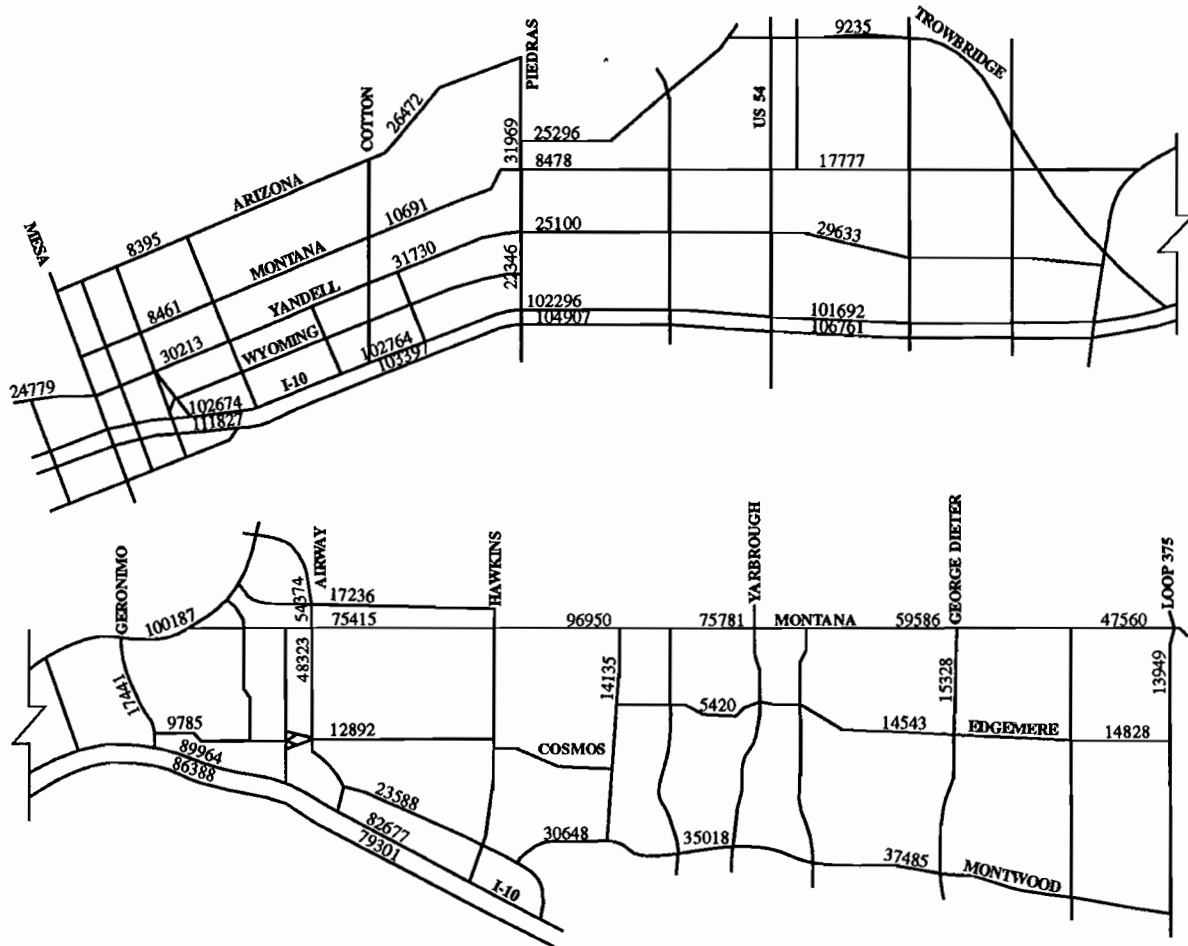 TROWBRIDGE
9235
PIEDRAS
COTTON
26472
US 54
31969
25296
8478
17777
ARIZONA
MESA
8395
10691
MONTANA
25100
29633
31730
8461
YANDELL
22346
102296
104907
101692
106761
WYOMING
30213
102764
103397
24779
I-10
102674
111827
GERONIMO
AIRWAY
HAWKINS
YARBROUGH
GEORGE DIETER
LOOP 375
54374
17236
100187
75415
96950
75781
MONTANA
59586
47560
48323
14135
15328
13949
17441
5420
9785
12892
14543
EDGEMERE
14828
COSMOS
89964
86388
23588
82677
79301
30648
35018
37485
MONTWOOD
I-10